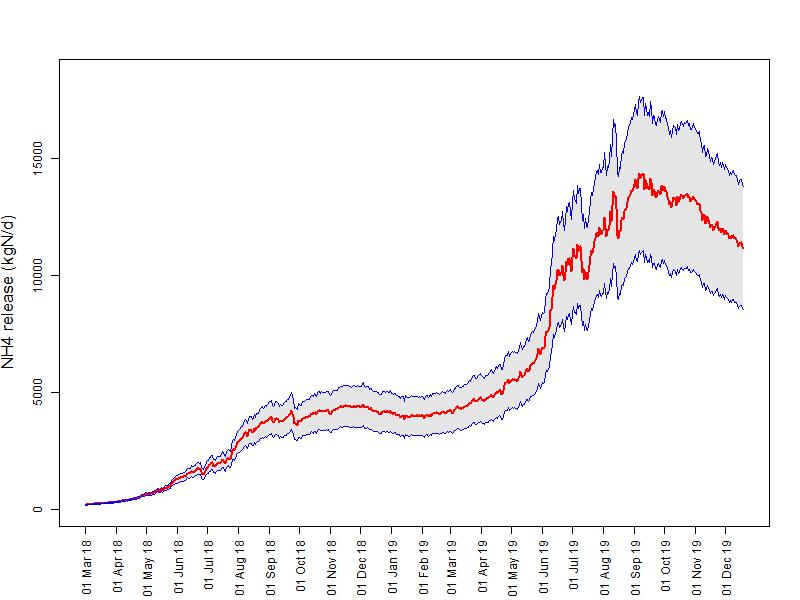 NH4 release (kgN/d)
15000
10000
5000
0
01 Mar 18
01 Apr 18
01 May 18
01 Jun 18
01 Jul 18
01 Aug 18
01 Sep 18
01 Oct 18
01 Nov 18
01 Dec 18
01 Jan 19
01 Feb 19
01 Mar 19
01 Apr 19
01 May 19
01 Jun 19
01 Jul 19
01 Aug 19
01 Sep 19
01 Oct 19
01 Nov 19
01 Dec 19